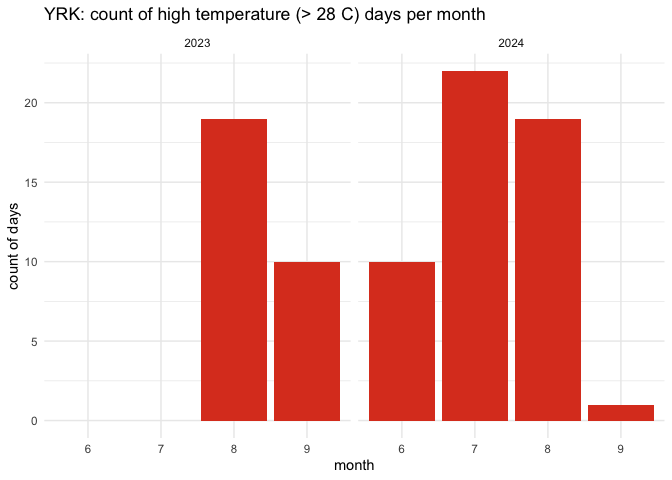 YRK: count of high temperature (> 28 C) days per month
2023 2024
20
15
10
5
0
count of days
6 7 8 9 6 7 8 9
month